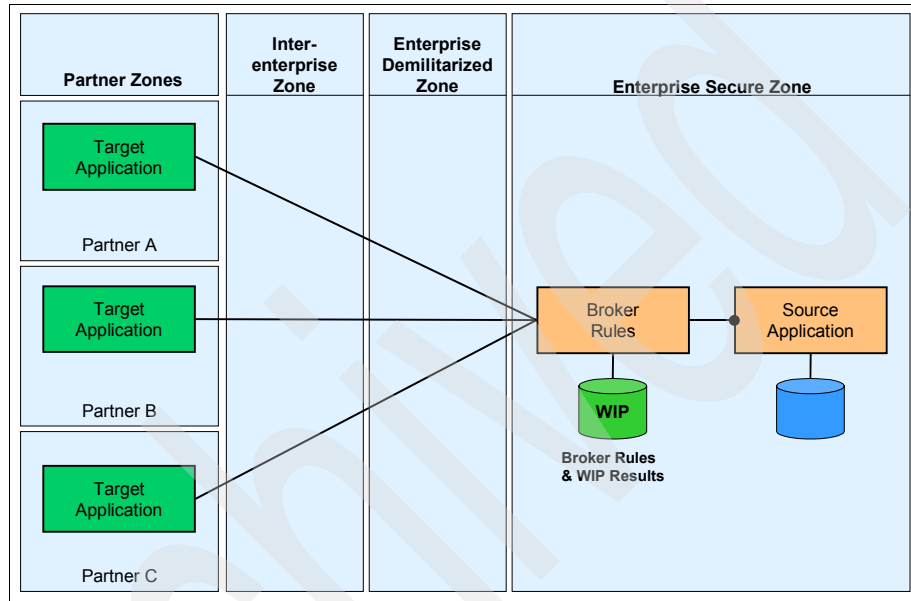 Partner Zones
Inter-
enterprise
Zone
Enterprise
Demilitarized
Zone
Enterprise Secure Zone
Target
Application
Partner A
Target
Application
Partner B
Target
Application
Partner C
Broker
Rules
Source
Application
WIP
Broker Rules
& WIP Results